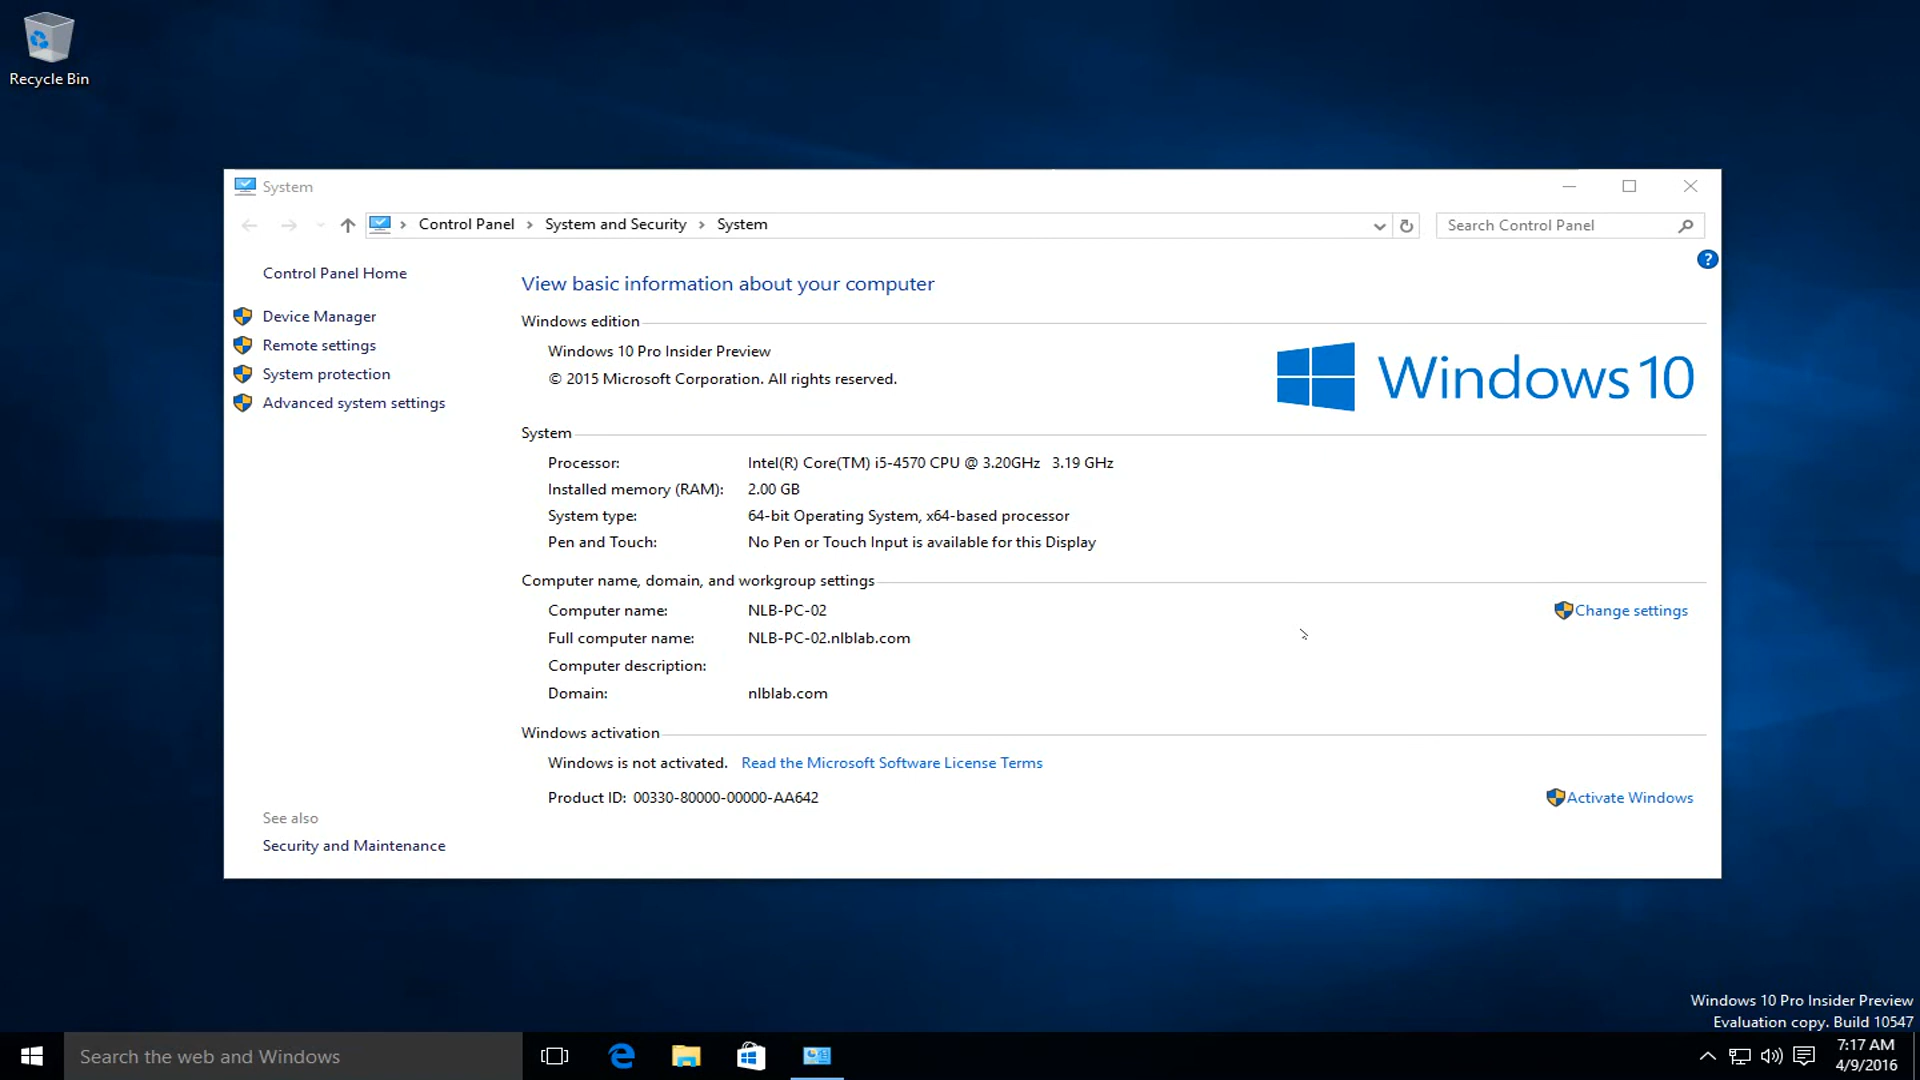 Recycle Bin
System
Control Panel > System and Security > System
Search Control Panel
?
Control Panel Home
Device Manager
Remote settings
System protection
Advanced system settings
See also
Security and Maintenance
View basic information about your computer
Windows edition
Windows 10 Pro Insider Preview
© 2015 Microsoft Corporation. All rights reserved.
Windows 10
System
Processor: Intel(R) Core(TM) i5-4570 CPU @ 3.20GHz 3.19 GHz
Installed memory (RAM): 2.00 GB
System type: 64-bit Operating System, x64-based processor
Pen and Touch: No Pen or Touch Input is available for this Display
Computer name, domain, and workgroup settings
Computer name: NLB-PC-02
Change settings
Full computer name: NLB-PC-02.nlblab.com
Computer description:
Domain: nlblab.com
Windows activation
Windows is not activated. Read the Microsoft Software License Terms
Product ID: 00330-80000-00000-AA642
Activate Windows
Windows 10 Pro Insider Preview
Evaluation copy. Build 10547
Search the web and Windows
7:17 AM
4/9/2016